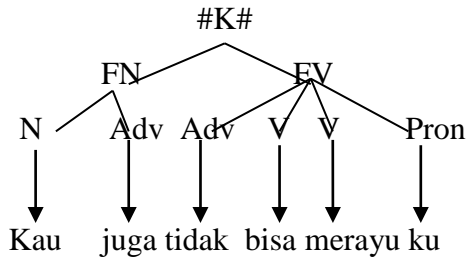 #K#
FN FV
N Adv Adv V V Pron
Kau juga tidak bisa merayu ku